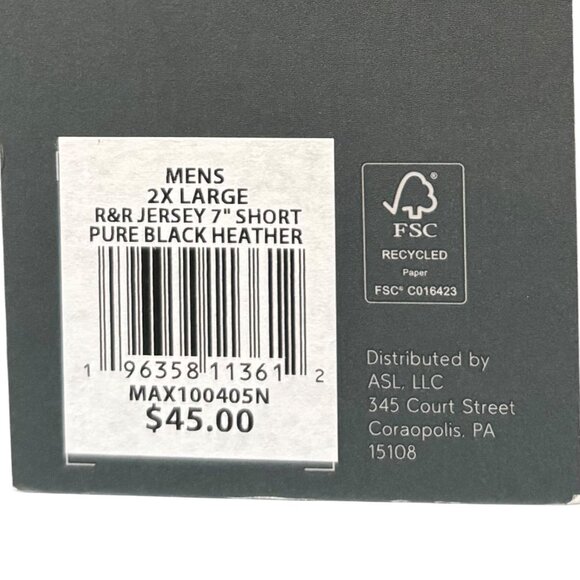 MENS
2X LARGE
R&R JERSEY 7" SHORT
PURE BLACK HEATHER
1 96358 11361 2
MAX100405N
$45.00
FSC
RECYCLED
Paper
FSC® C016423
Distributed by
ASL, LLC
345 Court Street
Coraopolis, PA
15108